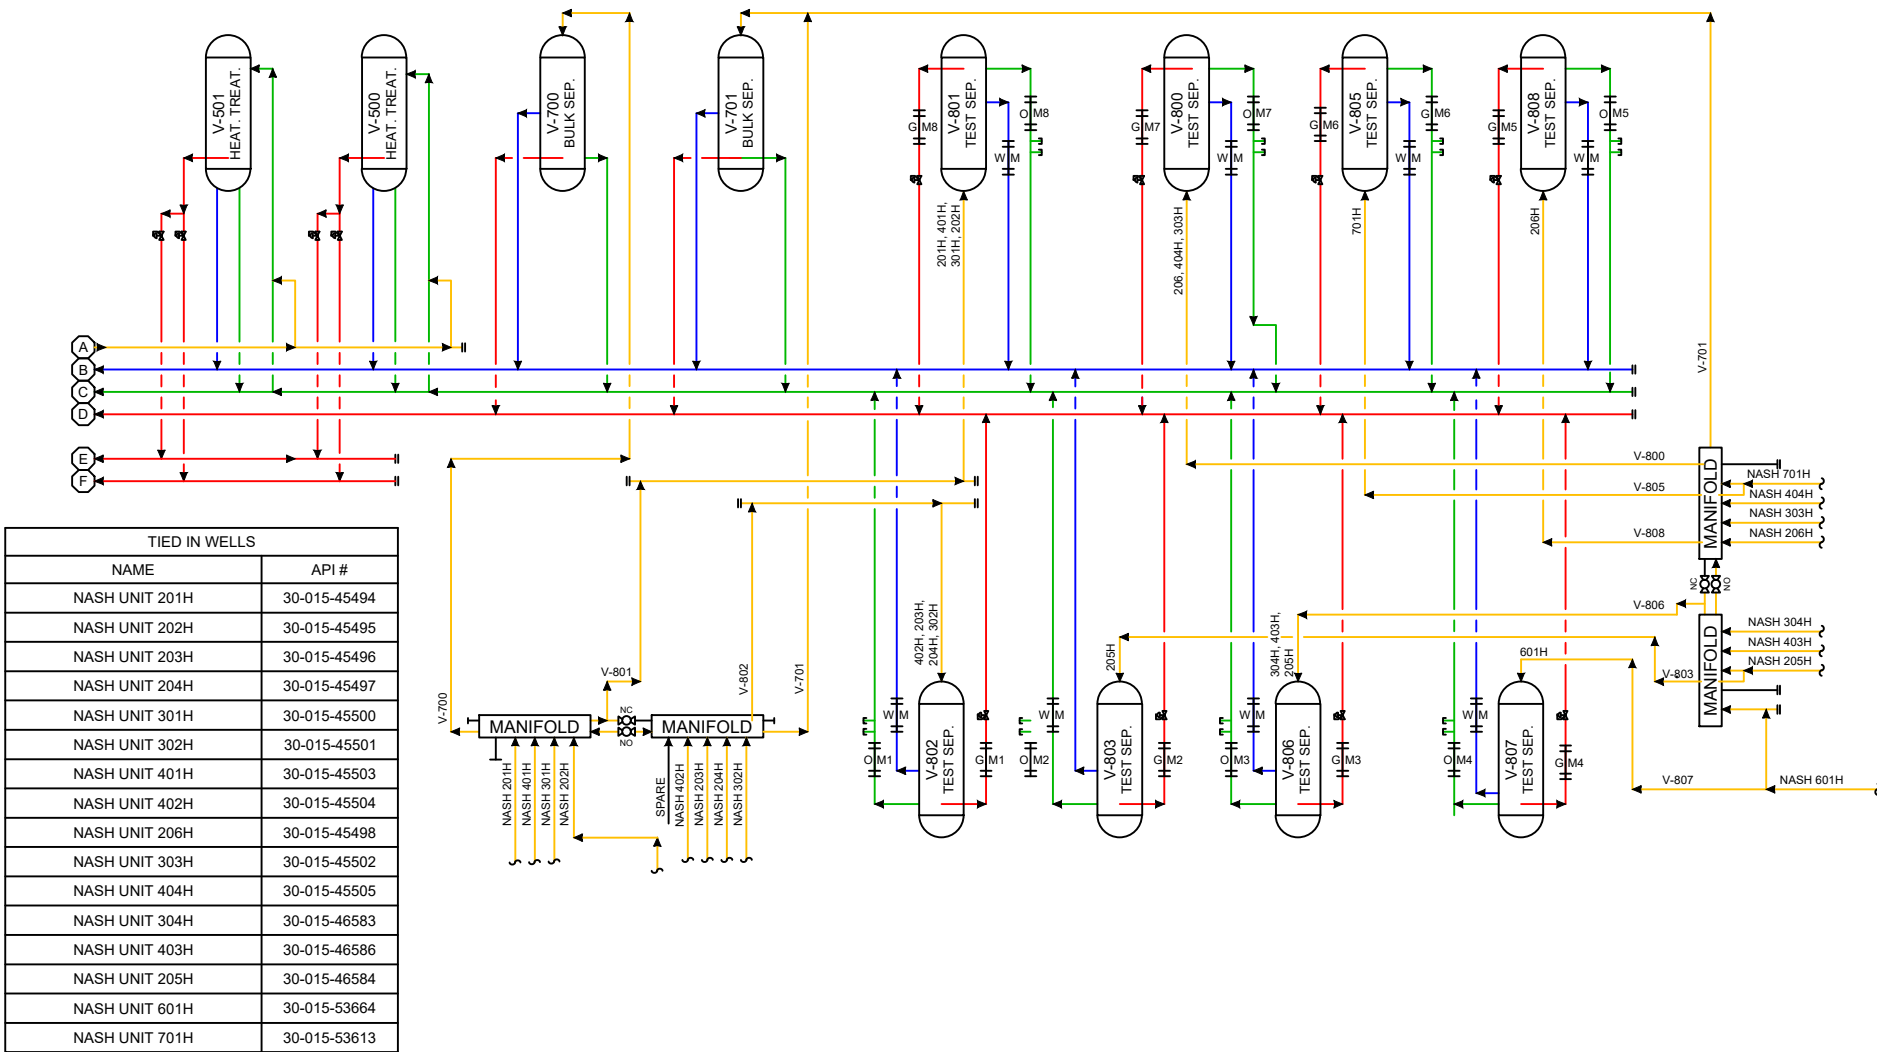 V-501
HEAT. TREAT.
V-500
HEAT. TREAT.
V-700
BULK SEP.
V-701
BULK SEP.
V-801
TEST SEP.
G M8
O M8
W M
201H, 401H,
301H, 202H
V-800
TEST SEP.
G M7
O M7
W M
206, 404H, 303H
V-805
TEST SEP.
G M6
O M6
W M
701H
V-808
TEST SEP.
G M5
O M5
W M
206H
V-701
A
B
C
D
E
F
V-800
V-805
V-808
V-806
V-803
V-807
MANIFOLD
NASH 701H
NASH 404H
NASH 303H
NASH 206H
NC
NO
MANIFOLD
NASH 304H
NASH 403H
NASH 205H
NASH 601H
V-700
V-801
V-802
V-701
MANIFOLD
NC
NO
MANIFOLD
NASH 201H
NASH 401H
NASH 301H
NASH 202H
SPARE
NASH 402H
NASH 203H
NASH 204H
NASH 302H
402H, 203H,
204H, 302H
V-802
TEST SEP.
W M
O M1
G M1
205H
V-803
TEST SEP.
W M
O M2
G M2
304H, 403H,
205H
V-806
TEST SEP.
W M
O M3
G M3
601H
V-807
TEST SEP.
W M
O M4
G M4
TIED IN WELLS
NAME API #
NASH UNIT 201H 30-015-45494
NASH UNIT 202H 30-015-45495
NASH UNIT 203H 30-015-45496
NASH UNIT 204H 30-015-45497
NASH UNIT 301H 30-015-45500
NASH UNIT 302H 30-015-45501
NASH UNIT 401H 30-015-45503
NASH UNIT 402H 30-015-45504
NASH UNIT 206H 30-015-45498
NASH UNIT 303H 30-015-45502
NASH UNIT 404H 30-015-45505
NASH UNIT 304H 30-015-46583
NASH UNIT 403H 30-015-46586
NASH UNIT 205H 30-015-46584
NASH UNIT 601H 30-015-53664
NASH UNIT 701H 30-015-53613